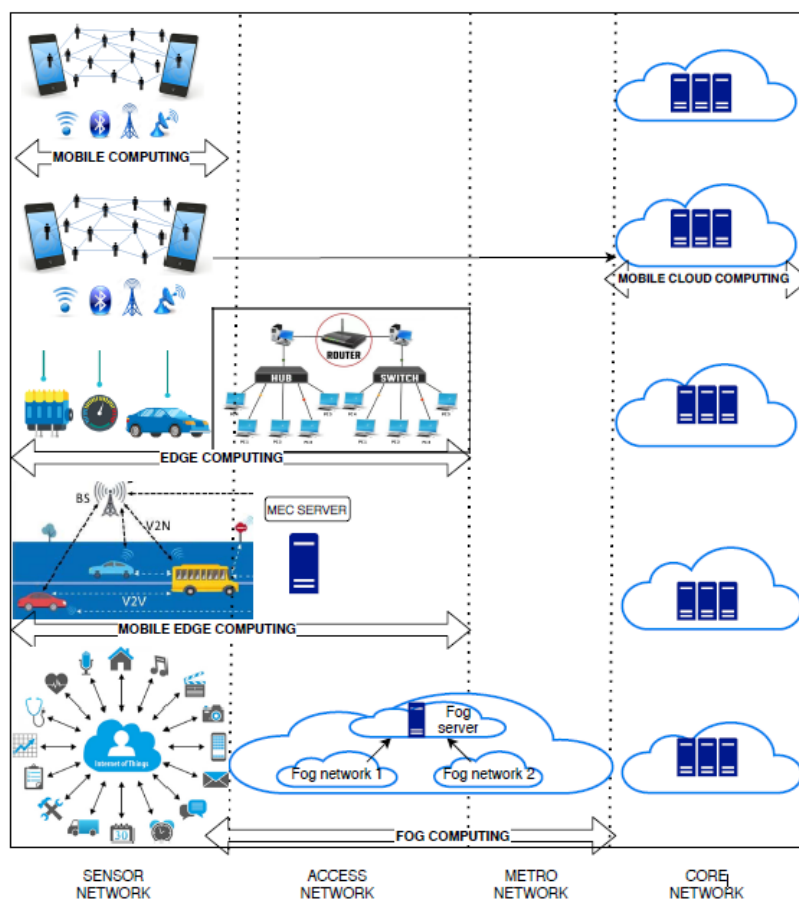 MOBILE COMPUTING
MOBILE CLOUD COMPUTING
ROUTER
HUB
SWITCH
EDGE COMPUTING
BS
V2N
MEC SERVER
V2V
MOBILE EDGE COMPUTING
Internet of Things
30
Fog
server
Fog network 1
Fog network 2
FOG COMPUTING
SENSOR
NETWORK
ACCESS
NETWORK
METRO
NETWORK
CORE
NETWORK